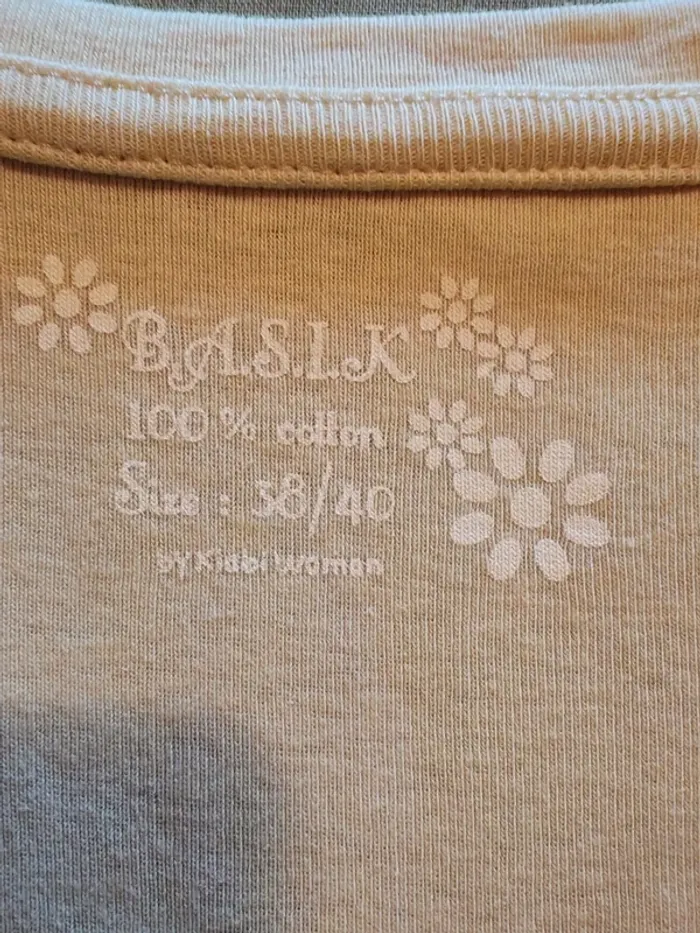 B.A.S.I.K
100 % cotton
Size : 38/40
by Kiabi Woman